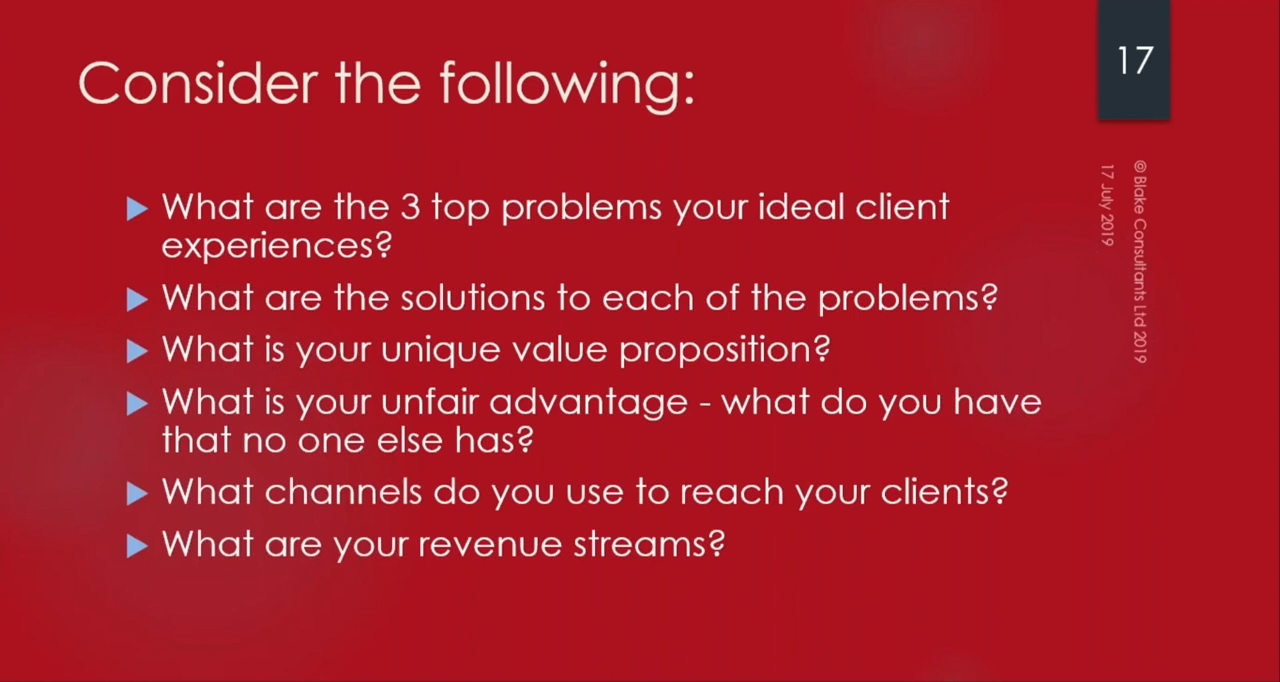 Consider the following:
17
What are the 3 top problems your ideal client
experiences?
What are the solutions to each of the problems?
What is your unique value proposition?
What is your unfair advantage - what do you have
that no one else has?
What channels do you use to reach your clients?
What are your revenue streams?
@ Blake Consultants Ltd 2019
17 July 2019